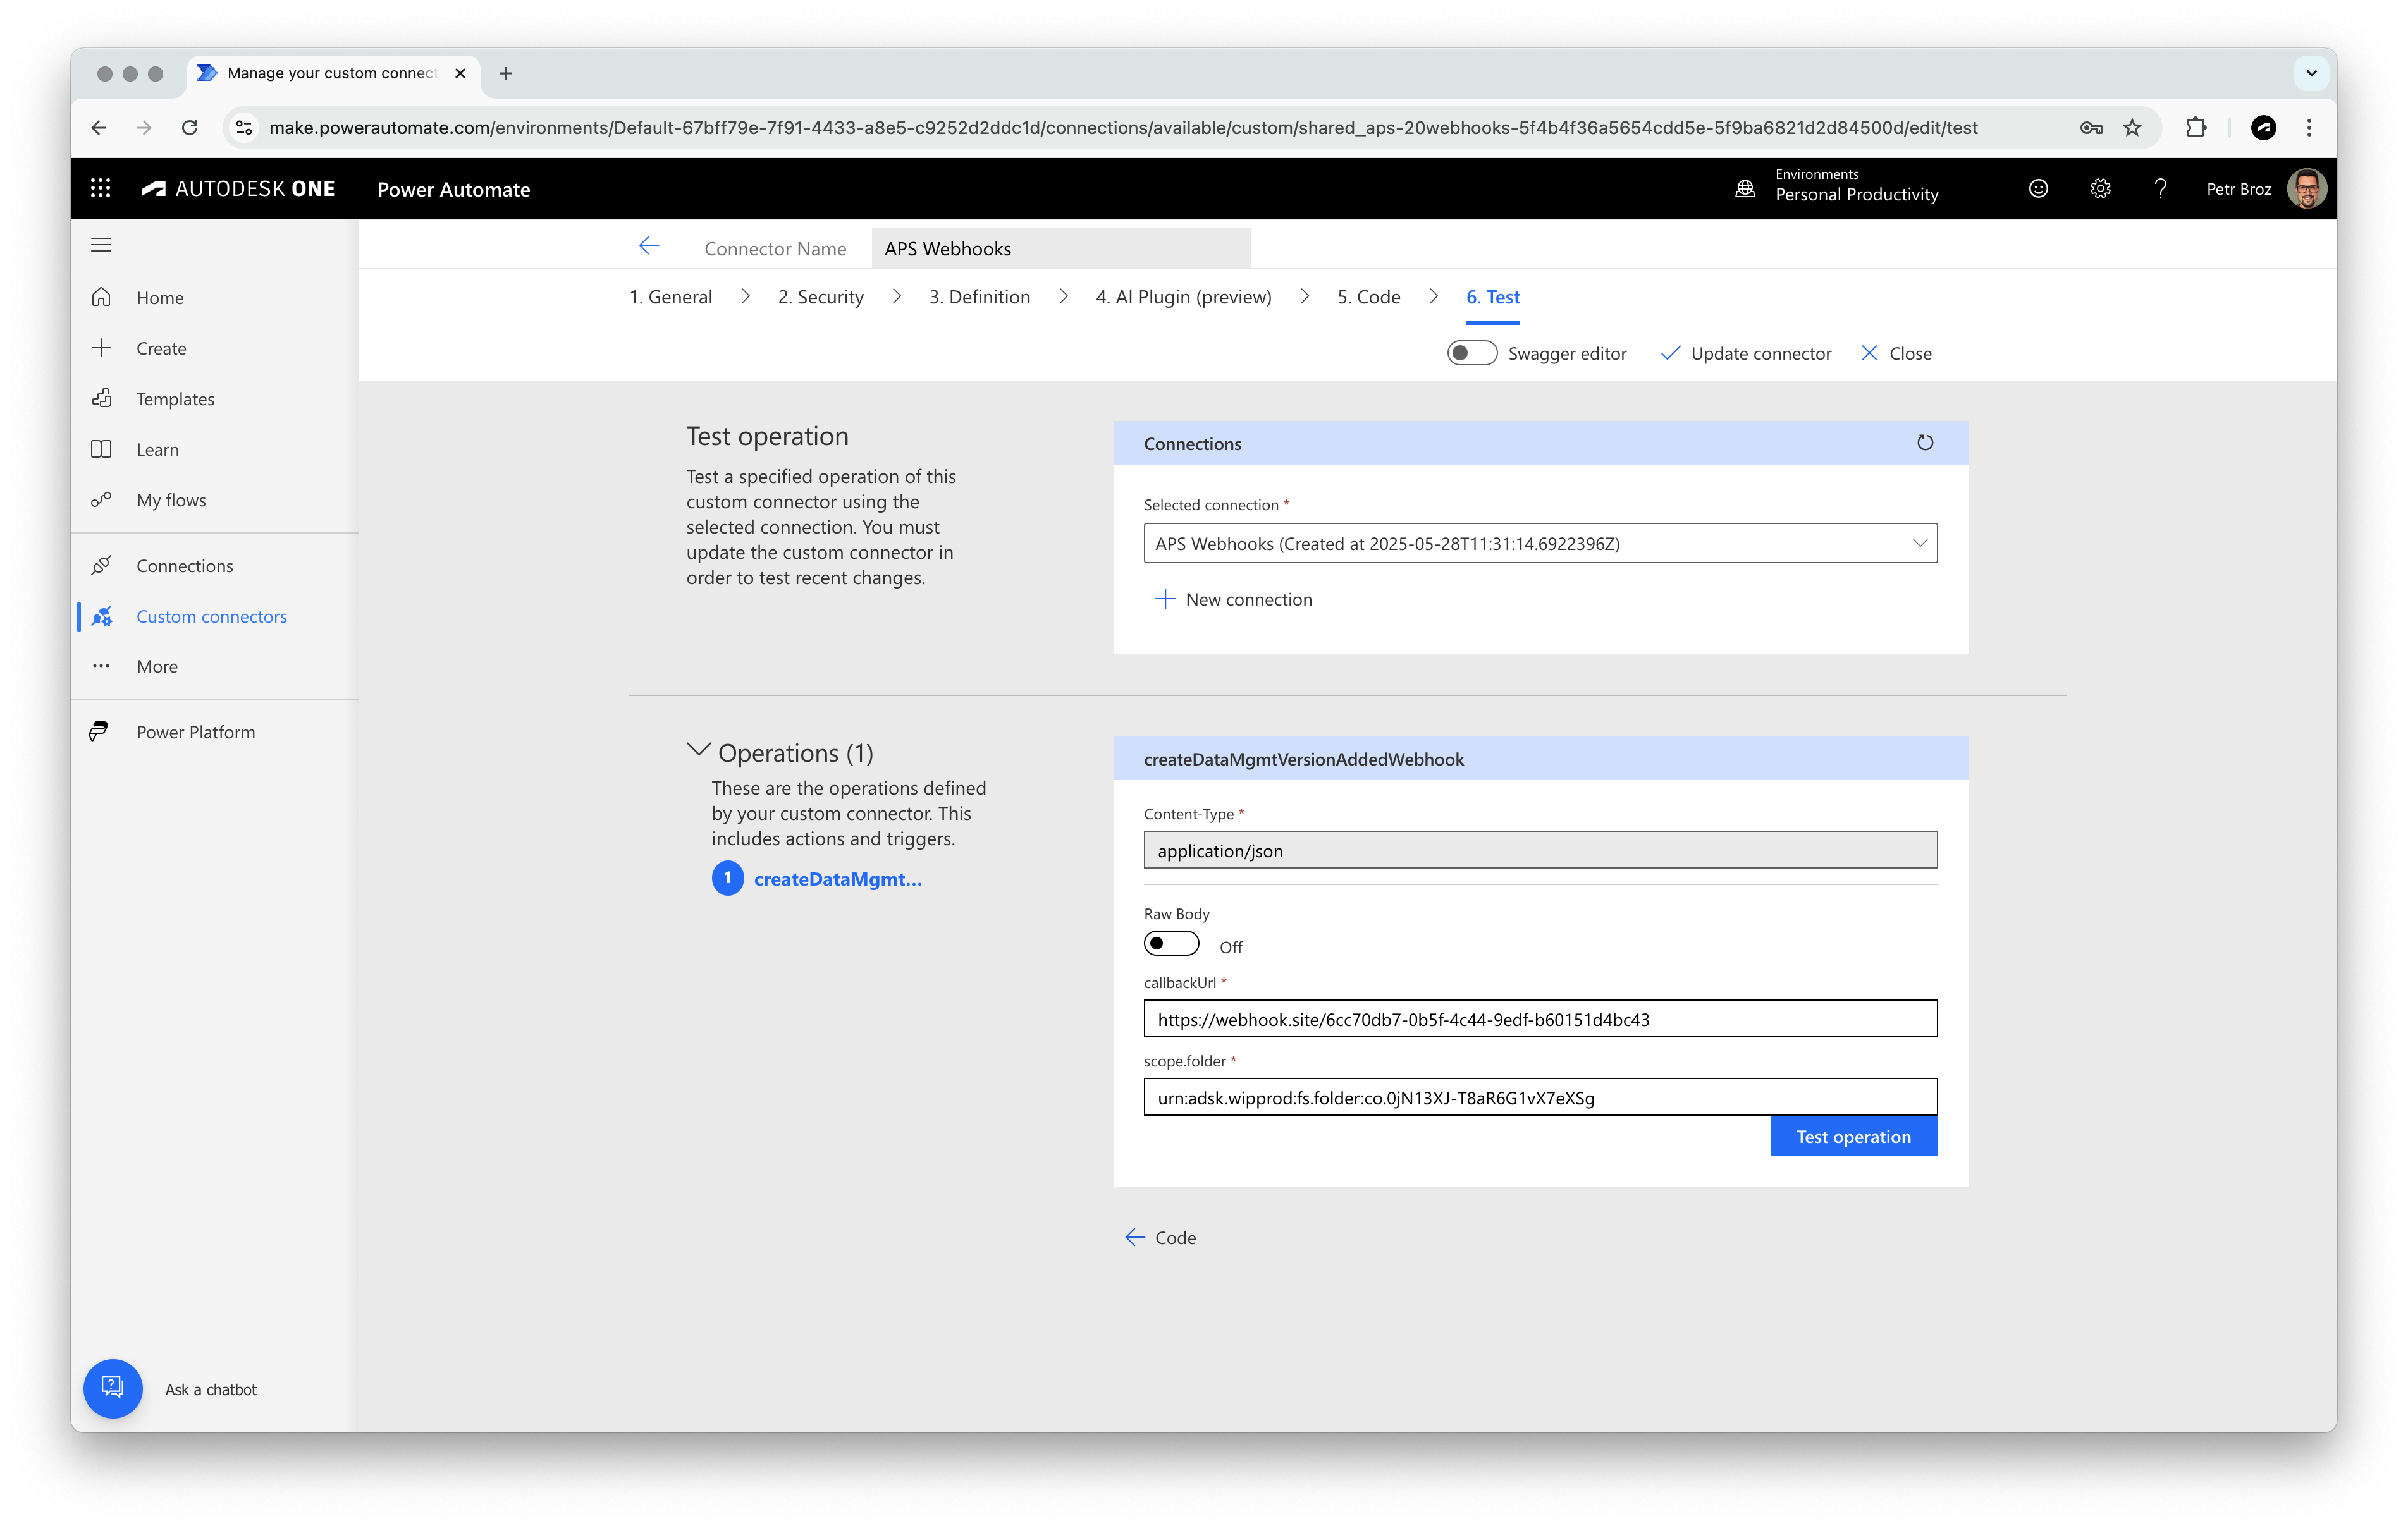 Manage your custom connect
make.powerautomate.com/environments/Default-67bff79e-7f91-4433-a8e5-c9252d2ddc1d/connections/available/custom/shared_aps-20webhooks-5f4b4f36a5654cdd5e-5f9ba6821d2d84500d/edit/test
AUTODESK ONE
Power Automate
Environments
Personal Productivity
Petr Broz
Connector Name
APS Webhooks
1. General
2. Security
3. Definition
4. AI Plugin (preview)
5. Code
6. Test
Swagger editor
Update connector
Close
Home
Create
Templates
Learn
My flows
Connections
Custom connectors
More
Power Platform
Ask a chatbot
Test operation
Test a specified operation of this
custom connector using the
selected connection. You must
update the custom connector in
order to test recent changes.
Connections
Selected connection *
APS Webhooks (Created at 2025-05-28T11:31:14.6922396Z)
New connection
Operations (1)
These are the operations defined
by your custom connector. This
includes actions and triggers.
1 createDataMgmt...
createDataMgmtVersionAddedWebhook
Content-Type *
application/json
Raw Body
Off
callbackUrl *
https://webhook.site/6cc70db7-0b5f-4c44-9edf-b60151d4bc43
scope.folder *
urn:adsk.wipprod:fs.folder:co.0jN13XJ-T8aR6G1vX7eXSg
Test operation
Code